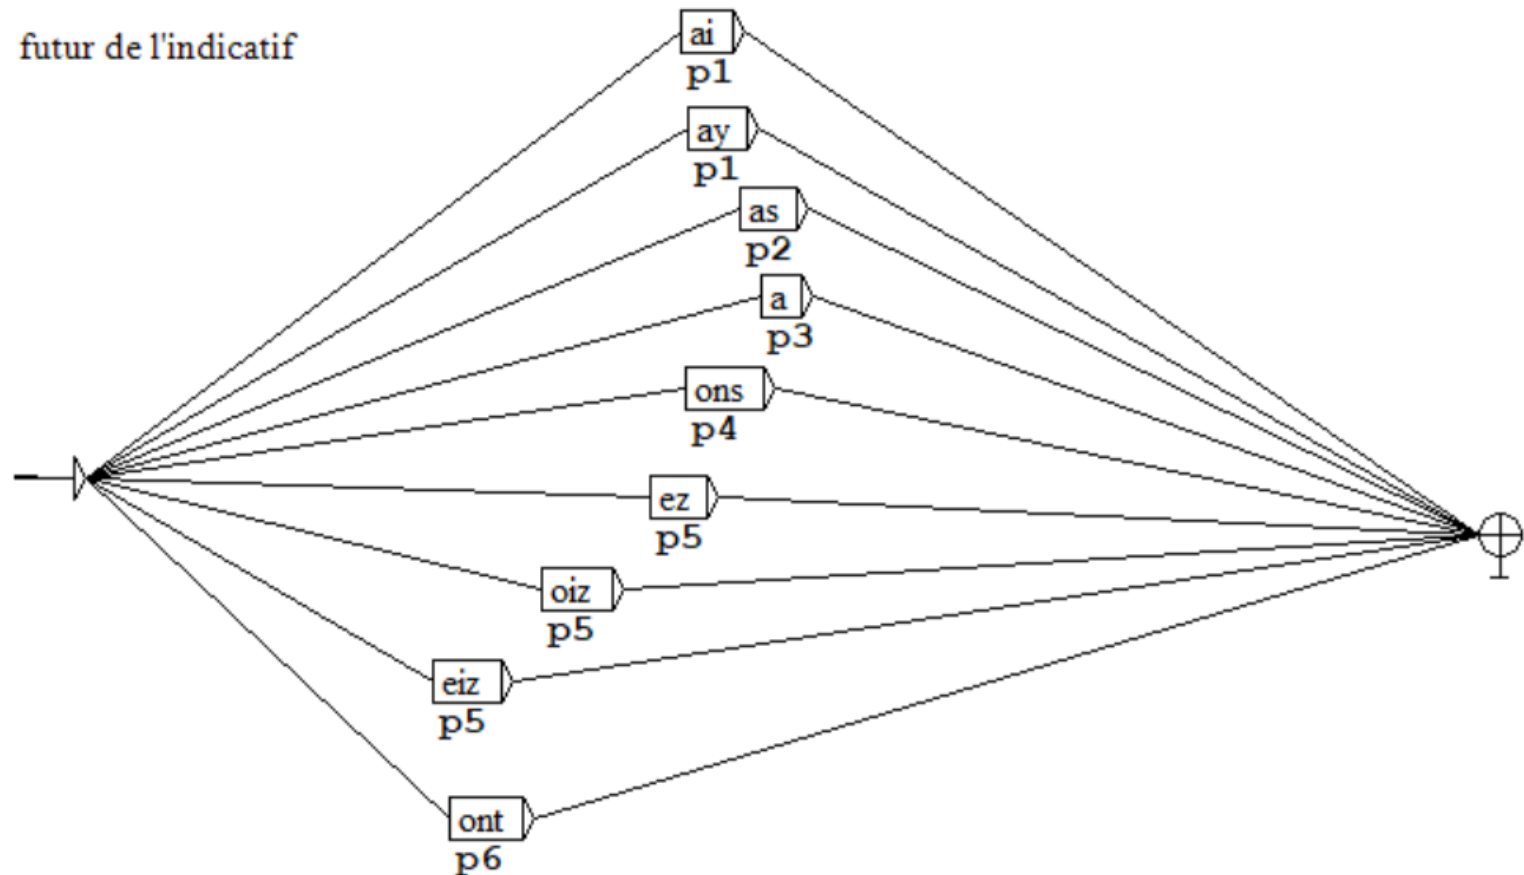 futur de l'indicatif
ai
p1
ay
p1
as
p2
a
p3
ons
p4
ez
p5
oiz
p5
eiz
p5
ont
p6